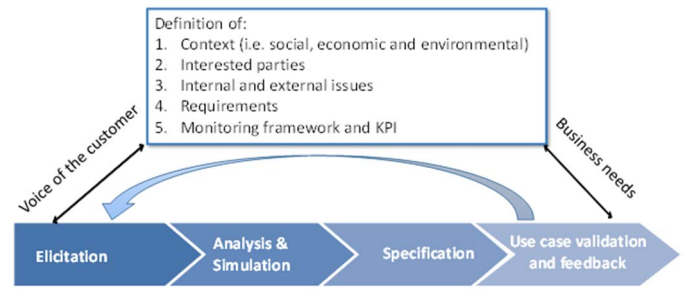 Definition of:
1. Context (i.e. social, economic and environmental)
2. Interested parties
3. Internal and external issues
4. Requirements
5. Monitoring framework and KPI
Voice of the customer
Business needs
Elicitation
Analysis &
Simulation
Specification
Use case validation
and feedback